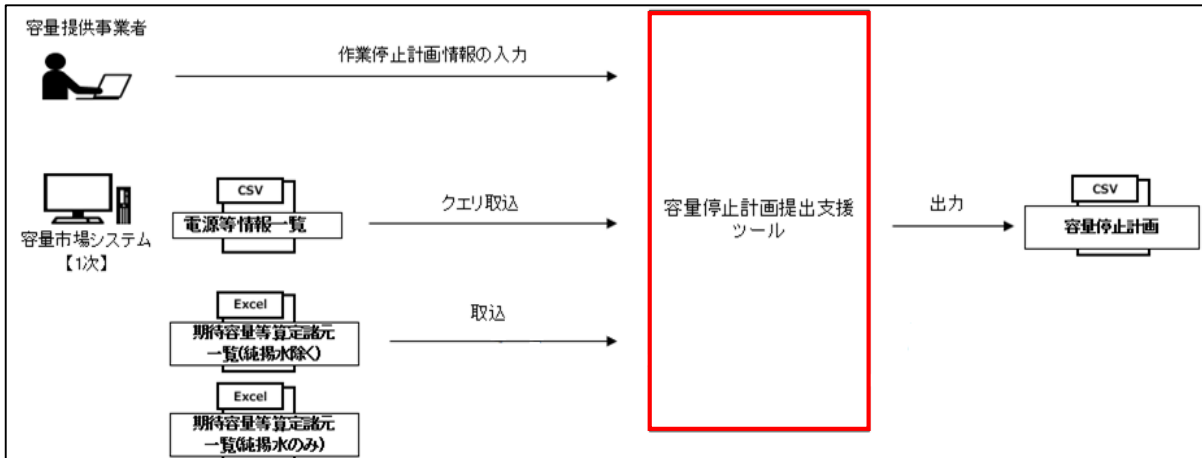 容量提供事業者
作業停止計画情報の入力
容量市場システム
【1次】
CSV
電源等情報一覧
クエリ取込
Excel
期待容量等算定諸元
一覧(純揚水除く)
取込
Excel
期待容量等算定諸元
一覧(純揚水のみ)
容量停止計画提出支援
ツール
出力
CSV
容量停止計画